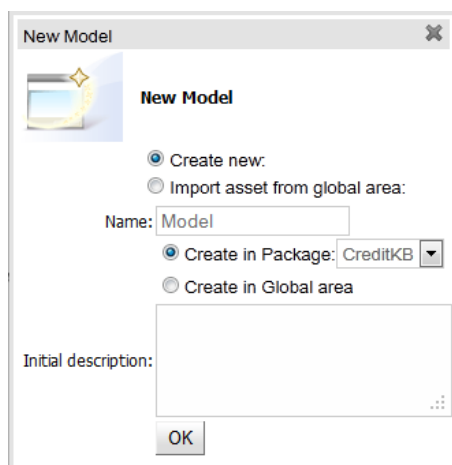 New Model
New Model
Create new:
Import asset from global area:
Name: Model
Create in Package: CreditKB
Create in Global area
Initial description:
OK